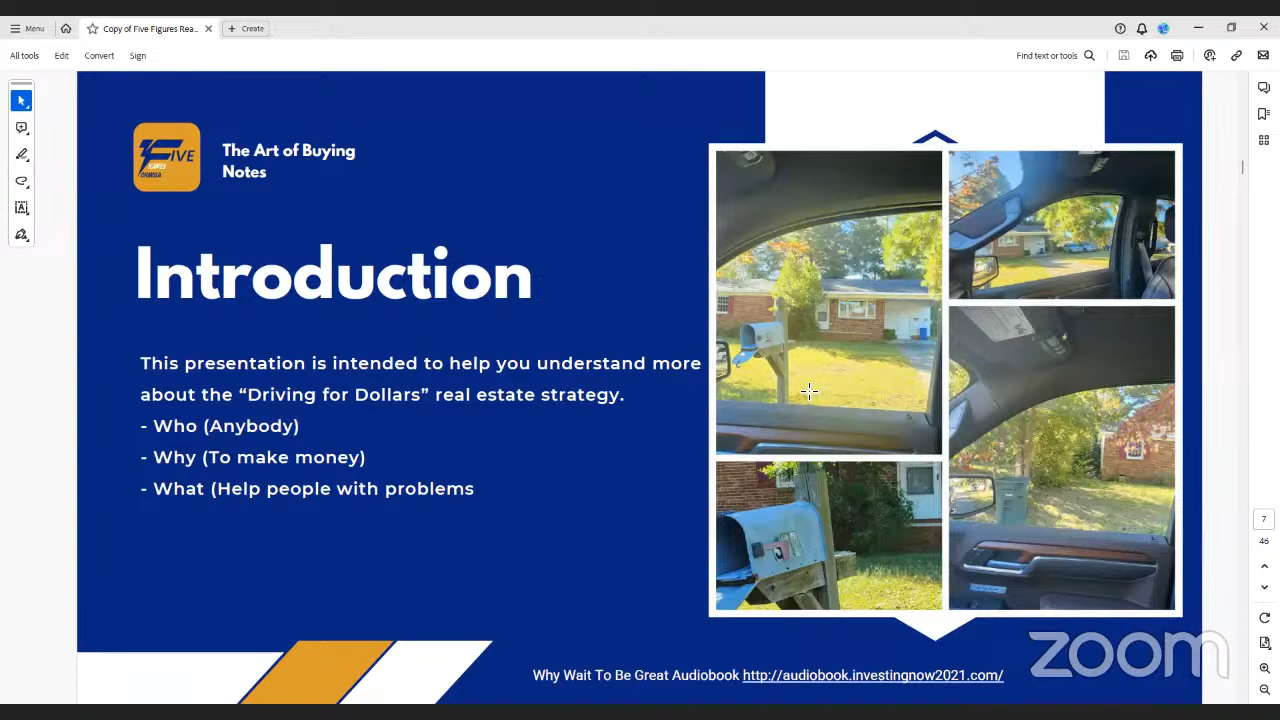 Menu
Copy of Five Figures Rea...
Create
All tools
Edit
Convert
Sign
Find text or tools
FIVE
The Art of Buying
Notes
Introduction
This presentation is intended to help you understand more
about the “Driving for Dollars” real estate strategy.
- Who (Anybody)
- Why (To make money)
- What (Help people with problems
7
46
Why Wait To Be Great Audiobook http://audiobook.investingnow2021.com/
zoom